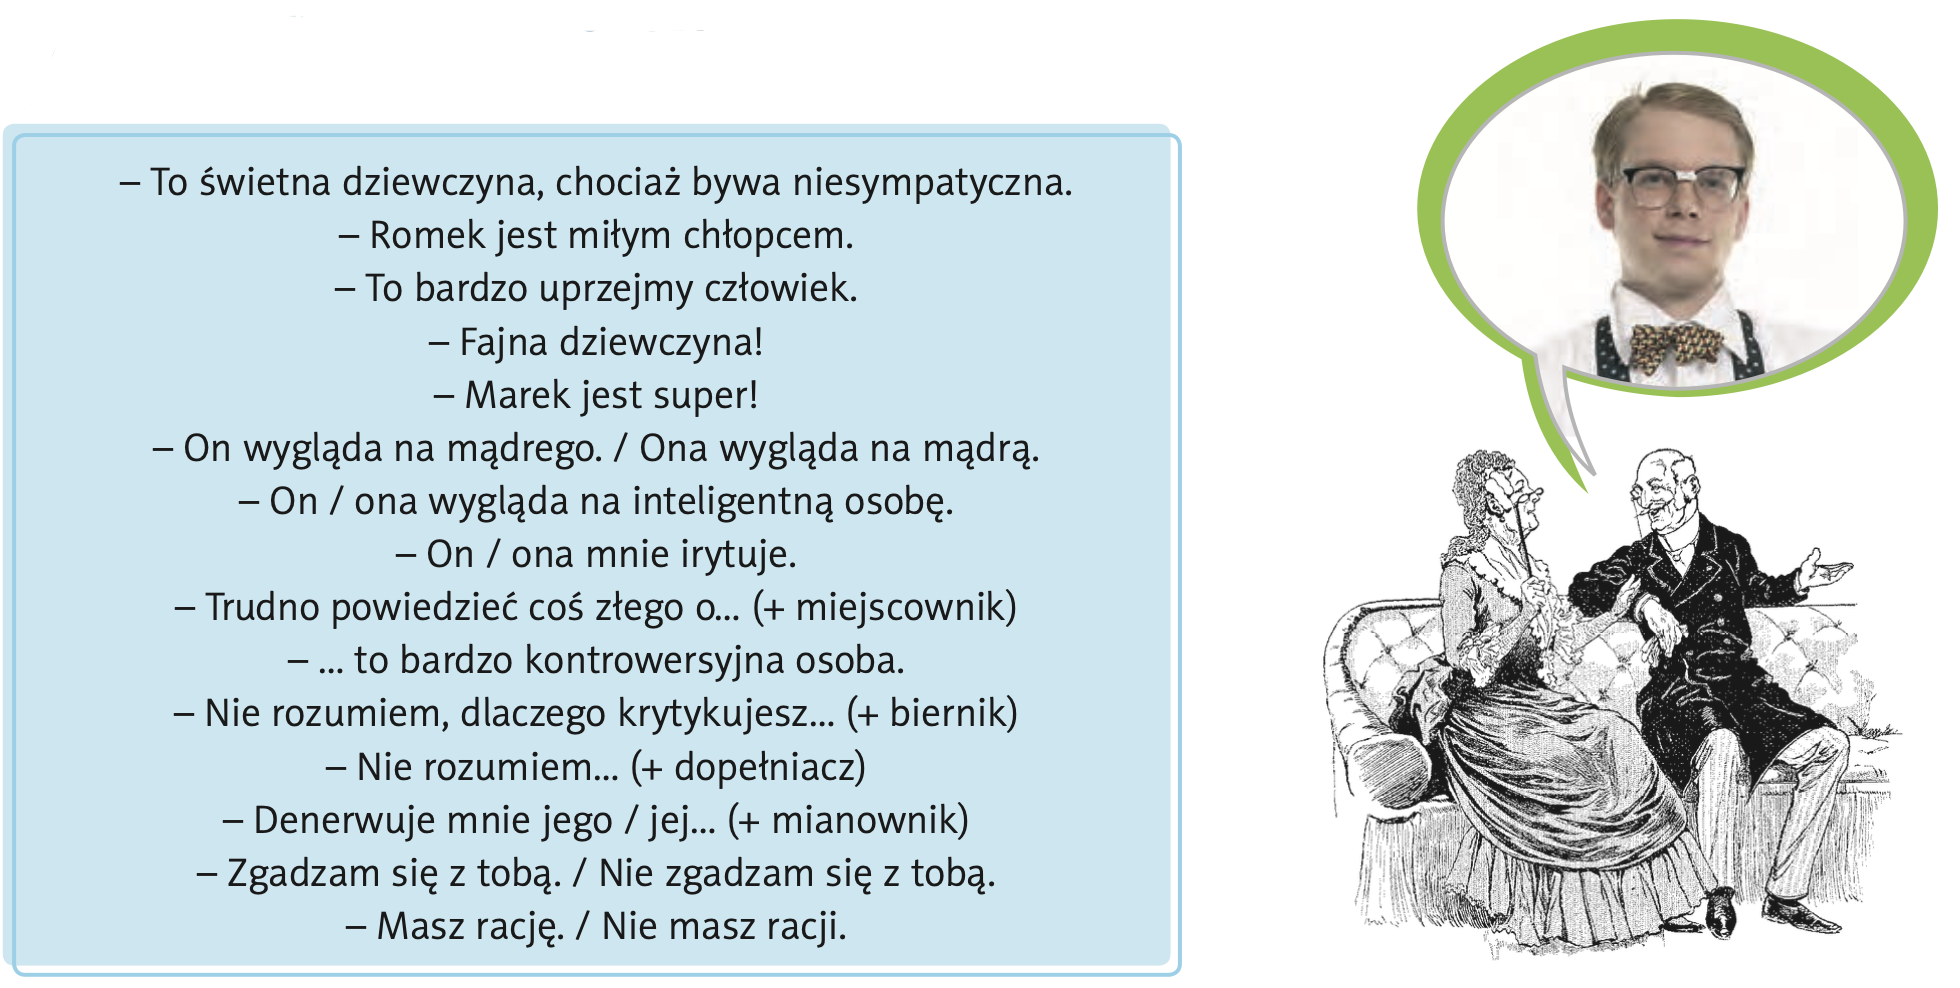 – To świetna dziewczyna, chociaż bywa niesympatyczna.
– Romek jest miłym chłopcem.
– To bardzo uprzejmy człowiek.
– Fajna dziewczyna!
– Marek jest super!
– On wygląda na mądrego. / Ona wygląda na mądrą.
– On / ona wygląda na inteligentną osobę.
– On / ona mnie irytuje.
– Trudno powiedzieć coś złego o... (+ miejscownik)
– ... to bardzo kontrowersyjna osoba.
– Nie rozumiem, dlaczego krytykujesz... (+ biernik)
– Nie rozumiem... (+ dopełniacz)
– Denerwuje mnie jego / jej... (+ mianownik)
– Zgadzam się z tobą. / Nie zgadzam się z tobą.
– Masz rację. / Nie masz racji.